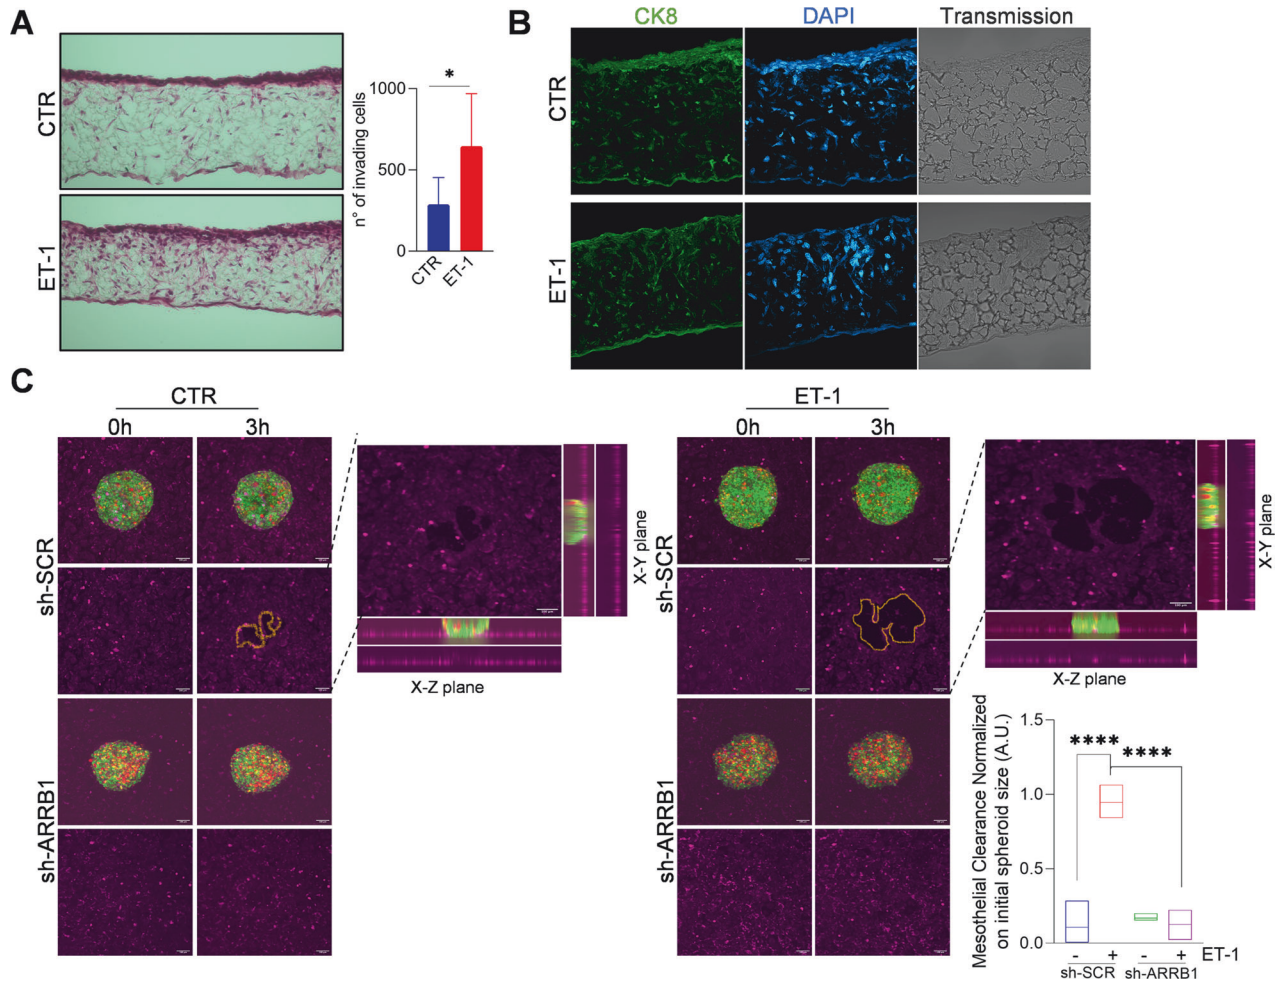 A
CTR
ET-1
n° of invading cells
1000
500
0
*
CTR
ET-1
B
CK8
DAPI
Transmission
CTR
ET-1
C
CTR
0h
3h
sh-SCR
sh-ARRB1
X-Y plane
X-Z plane
ET-1
0h
3h
sh-SCR
sh-ARRB1
X-Y plane
X-Z plane
Mesothelial Clearance Normalized
on initial spheroid size (A.U.)
1.5
1.0
0.5
0.0
****
****
- + - + ET-1
sh-SCR sh-ARRB1